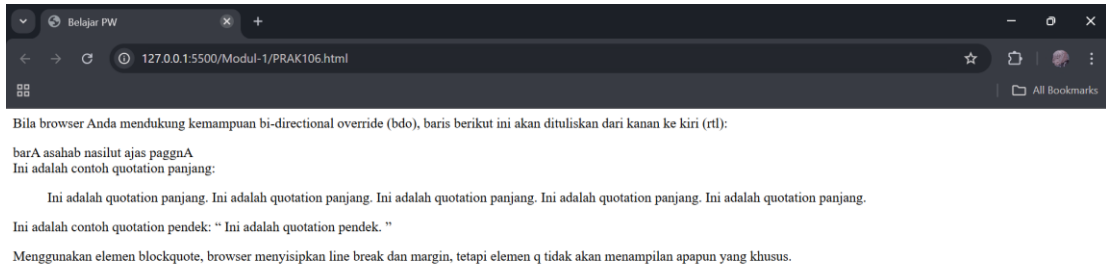 Belajar PW
127.0.0.1:5500/Modul-1/PRAK106.html
All Bookmarks
Bila browser Anda mendukung kemampuan bi-directional override (bdo), baris berikut ini akan dituliskan dari kanan ke kiri (rtl):
barA asahab nasilut ajas paggnA
Ini adalah contoh quotation panjang:
Ini adalah quotation panjang. Ini adalah quotation panjang. Ini adalah quotation panjang. Ini adalah quotation panjang. Ini adalah quotation panjang.
Ini adalah contoh quotation pendek: “ Ini adalah quotation pendek. ”
Menggunakan elemen blockquote, browser menyisipkan line break dan margin, tetapi elemen q tidak akan menampilan apapun yang khusus.